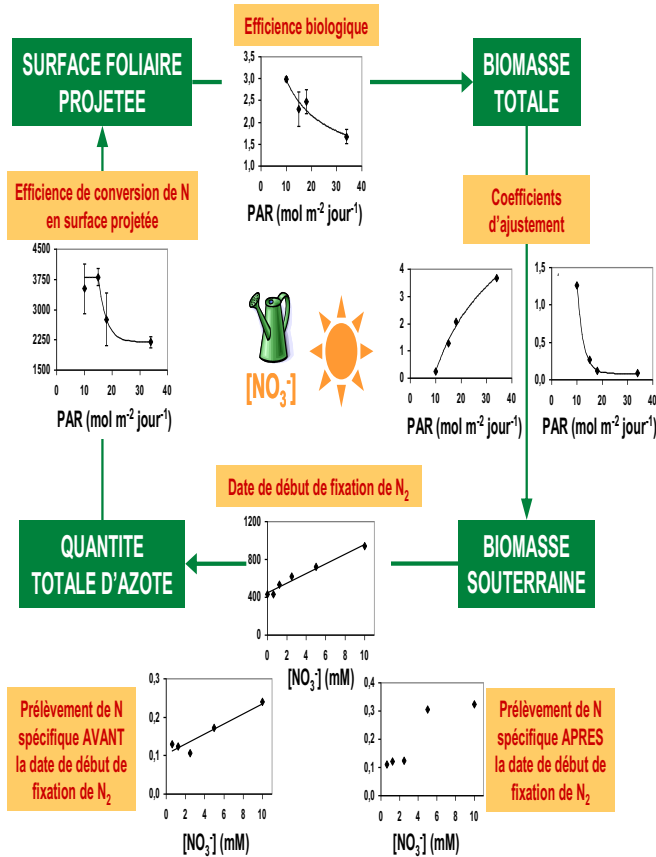 Efficience biologique
SURFACE FOLIAIRE
PROJETEE
3,5
3,0
2,5
2,0
1,5
1,0
0 10 20 30 40
PAR (mol m⁻² jour⁻¹)
BIOMASSE
TOTALE
Efficience de conversion de N
en surface projetée
4500
3750
3000
2250
1500
0 10 20 30 40
PAR (mol m⁻² jour⁻¹)
[NO₃⁻]
Coefficients
d'ajustement
4
3
2
1
0
0 10 20 30 40
PAR (mol m⁻² jour⁻¹)
1,5
1,0
0,5
0,0
0 10 20 30 40
PAR (mol m⁻² jour⁻¹)
Date de début de fixation de N₂
QUANTITE
TOTALE D'AZOTE
1200
800
400
0
0 2 4 6 8 10
[NO₃⁻] (mM)
BIOMASSE
SOUTERRAINE
Prélèvement de N
spécifique AVANT
la date de début de
fixation de N₂
0,3
0,2
0,1
0,0
0 2 4 6 8 10
[NO₃⁻] (mM)
0,4
0,3
0,2
0,1
0,0
0 2 4 6 8 10
[NO₃⁻] (mM)
Prélèvement de N
spécifique APRES
la date de début de
fixation de N₂